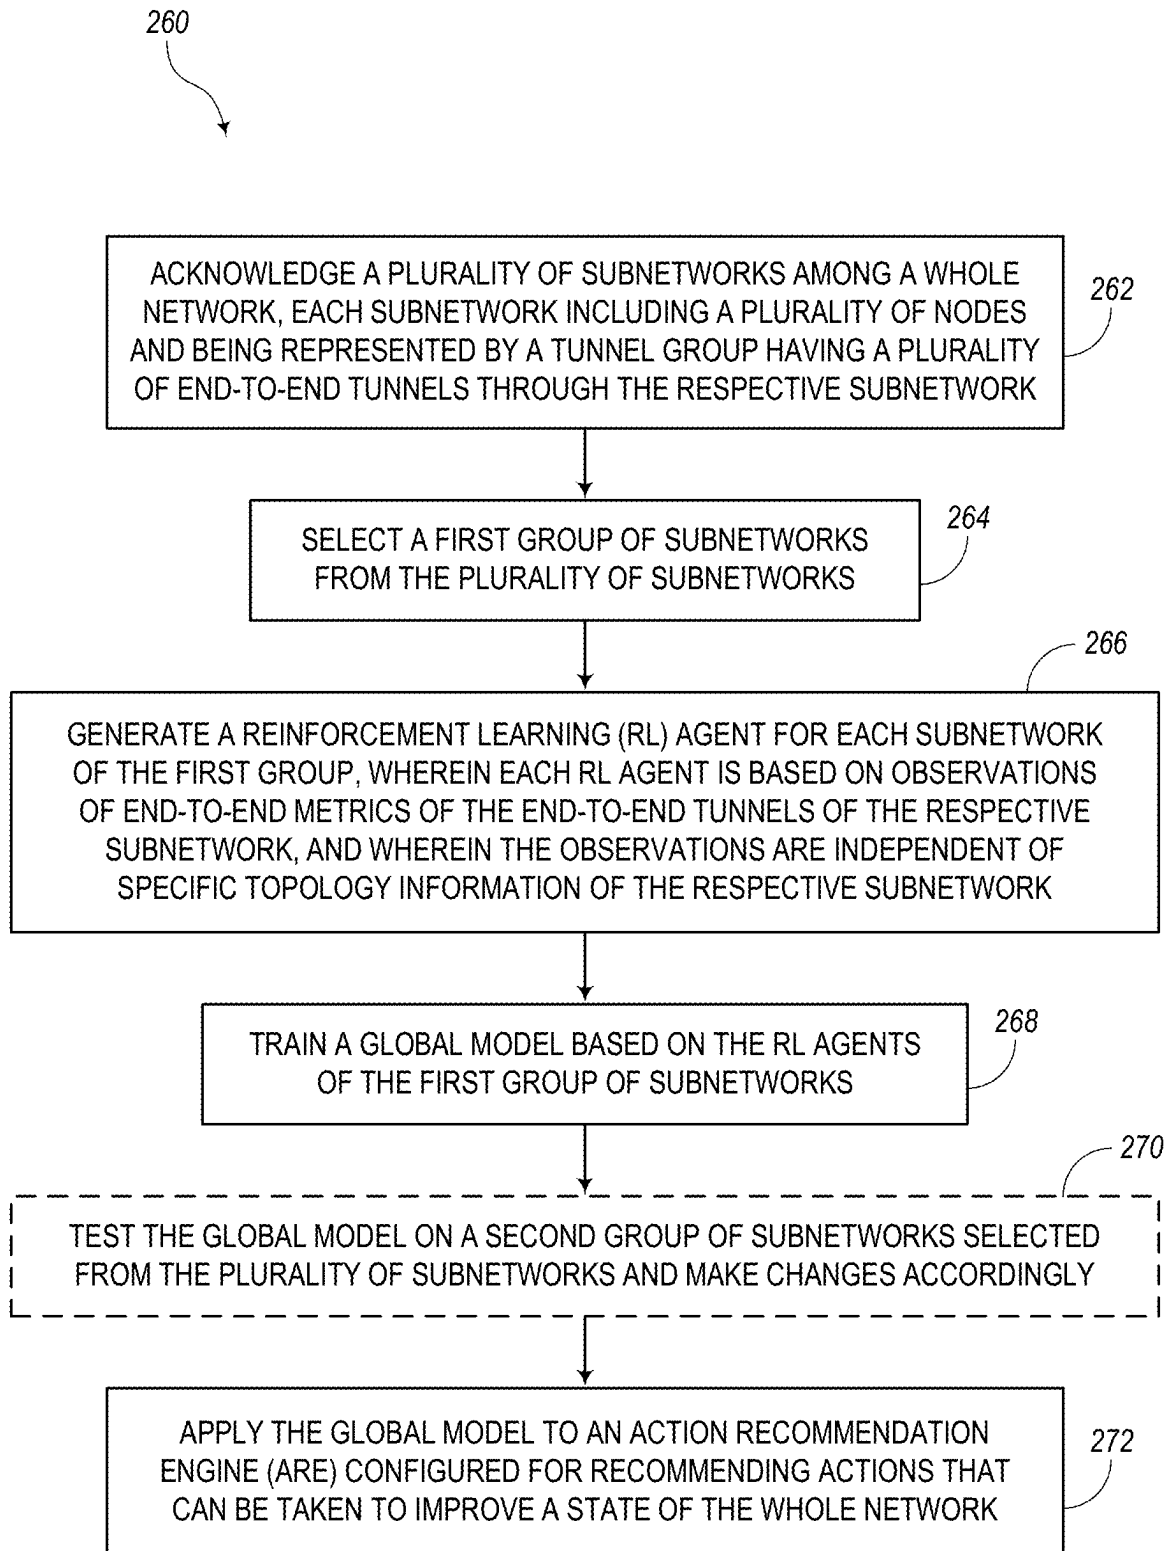 260
ACKNOWLEDGE A PLURALITY OF SUBNETWORKS AMONG A WHOLE
NETWORK, EACH SUBNETWORK INCLUDING A PLURALITY OF NODES
AND BEING REPRESENTED BY A TUNNEL GROUP HAVING A PLURALITY
OF END-TO-END TUNNELS THROUGH THE RESPECTIVE SUBNETWORK
262
SELECT A FIRST GROUP OF SUBNETWORKS
FROM THE PLURALITY OF SUBNETWORKS
264
266
GENERATE A REINFORCEMENT LEARNING (RL) AGENT FOR EACH SUBNETWORK
OF THE FIRST GROUP, WHEREIN EACH RL AGENT IS BASED ON OBSERVATIONS
OF END-TO-END METRICS OF THE END-TO-END TUNNELS OF THE RESPECTIVE
SUBNETWORK, AND WHEREIN THE OBSERVATIONS ARE INDEPENDENT OF
SPECIFIC TOPOLOGY INFORMATION OF THE RESPECTIVE SUBNETWORK
TRAIN A GLOBAL MODEL BASED ON THE RL AGENTS
OF THE FIRST GROUP OF SUBNETWORKS
268
270
TEST THE GLOBAL MODEL ON A SECOND GROUP OF SUBNETWORKS SELECTED
FROM THE PLURALITY OF SUBNETWORKS AND MAKE CHANGES ACCORDINGLY
APPLY THE GLOBAL MODEL TO AN ACTION RECOMMENDATION
ENGINE (ARE) CONFIGURED FOR RECOMMENDING ACTIONS THAT
CAN BE TAKEN TO IMPROVE A STATE OF THE WHOLE NETWORK
272